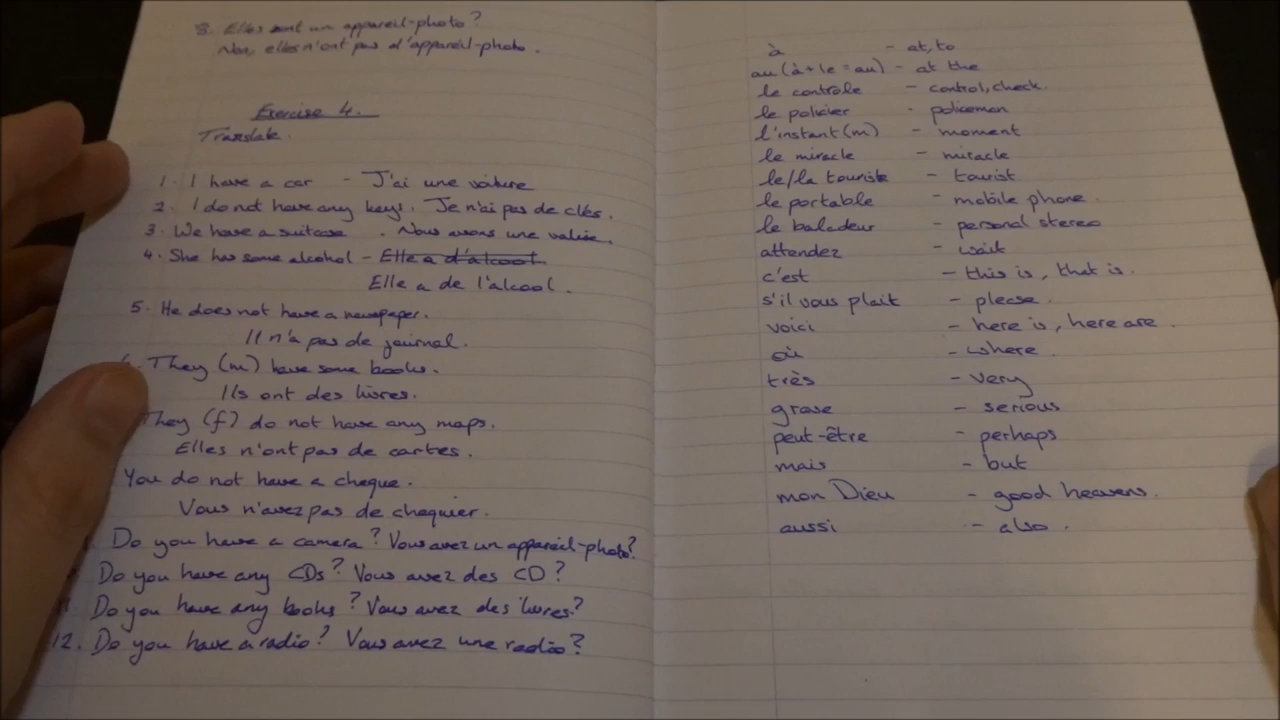 8. Elles ont un appareil-photo?
Non, elles n'ont pas d'appareil-photo.
Exercise 4.
Translate.
1. I have a car - J'ai une voiture
2. I do not have any keys. Je n'ai pas de clés.
3. We have a suitcase. Nous avons une valise.
4. She has some alcohol - Elle a d'alcool
Elle a de l'alcool.
5. He does not have a newspaper.
Il n'a pas de journal.
They (m) have some books.
Ils ont des livres.
They (f) do not have any maps.
Elles n'ont pas de cartes.
You do not have a cheque.
Vous n'avez pas de chequier.
Do you have a camera? Vous avez un appareil-photo?
Do you have any CDs? Vous avez des CD?
Do you have any books? Vous avez des livres?
12. Do you have a radio? Vous avez une radio?
à - at, to
au (à + le = au) - at the
le controle - control, check.
le policier - policeman
l'instant (m) - moment
le miracle - miracle
le/la touriste - tourist
le portable - mobile phone.
le baladeur - personal stereo
attendez - wait
c'est - this is, that is.
s'il vous plait - please.
voici - here is, here are.
où - where.
très - very
grave - serious
peut-être - perhaps
mais - but
mon Dieu - good heavens.
aussi - also.